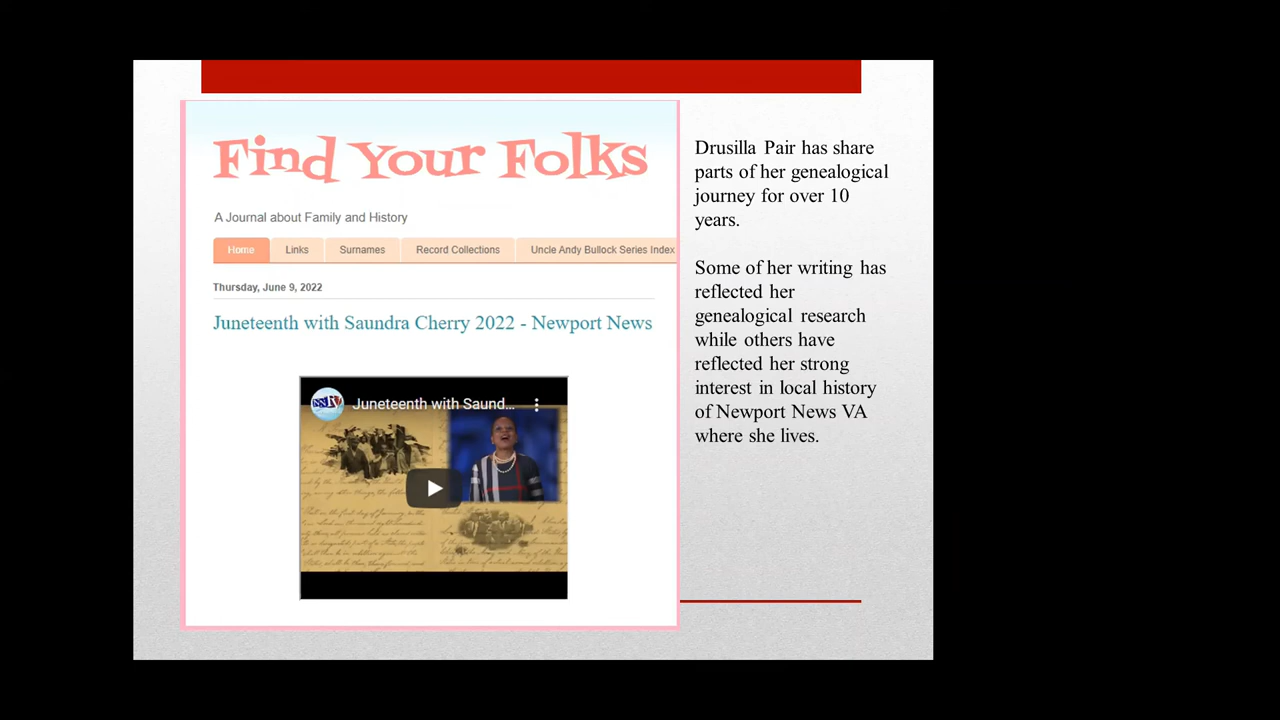 Find Your Folks
A Journal about Family and History
Home
Links
Surnames
Record Collections
Uncle Andy Bullock Series Index
Thursday, June 9, 2022
Juneteenth with Saundra Cherry 2022 - Newport News
Juneteenth with Saund...
Drusilla Pair has share
parts of her genealogical
journey for over 10
years.
Some of her writing has
reflected her
genealogical research
while others have
reflected her strong
interest in local history
of Newport News VA
where she lives.